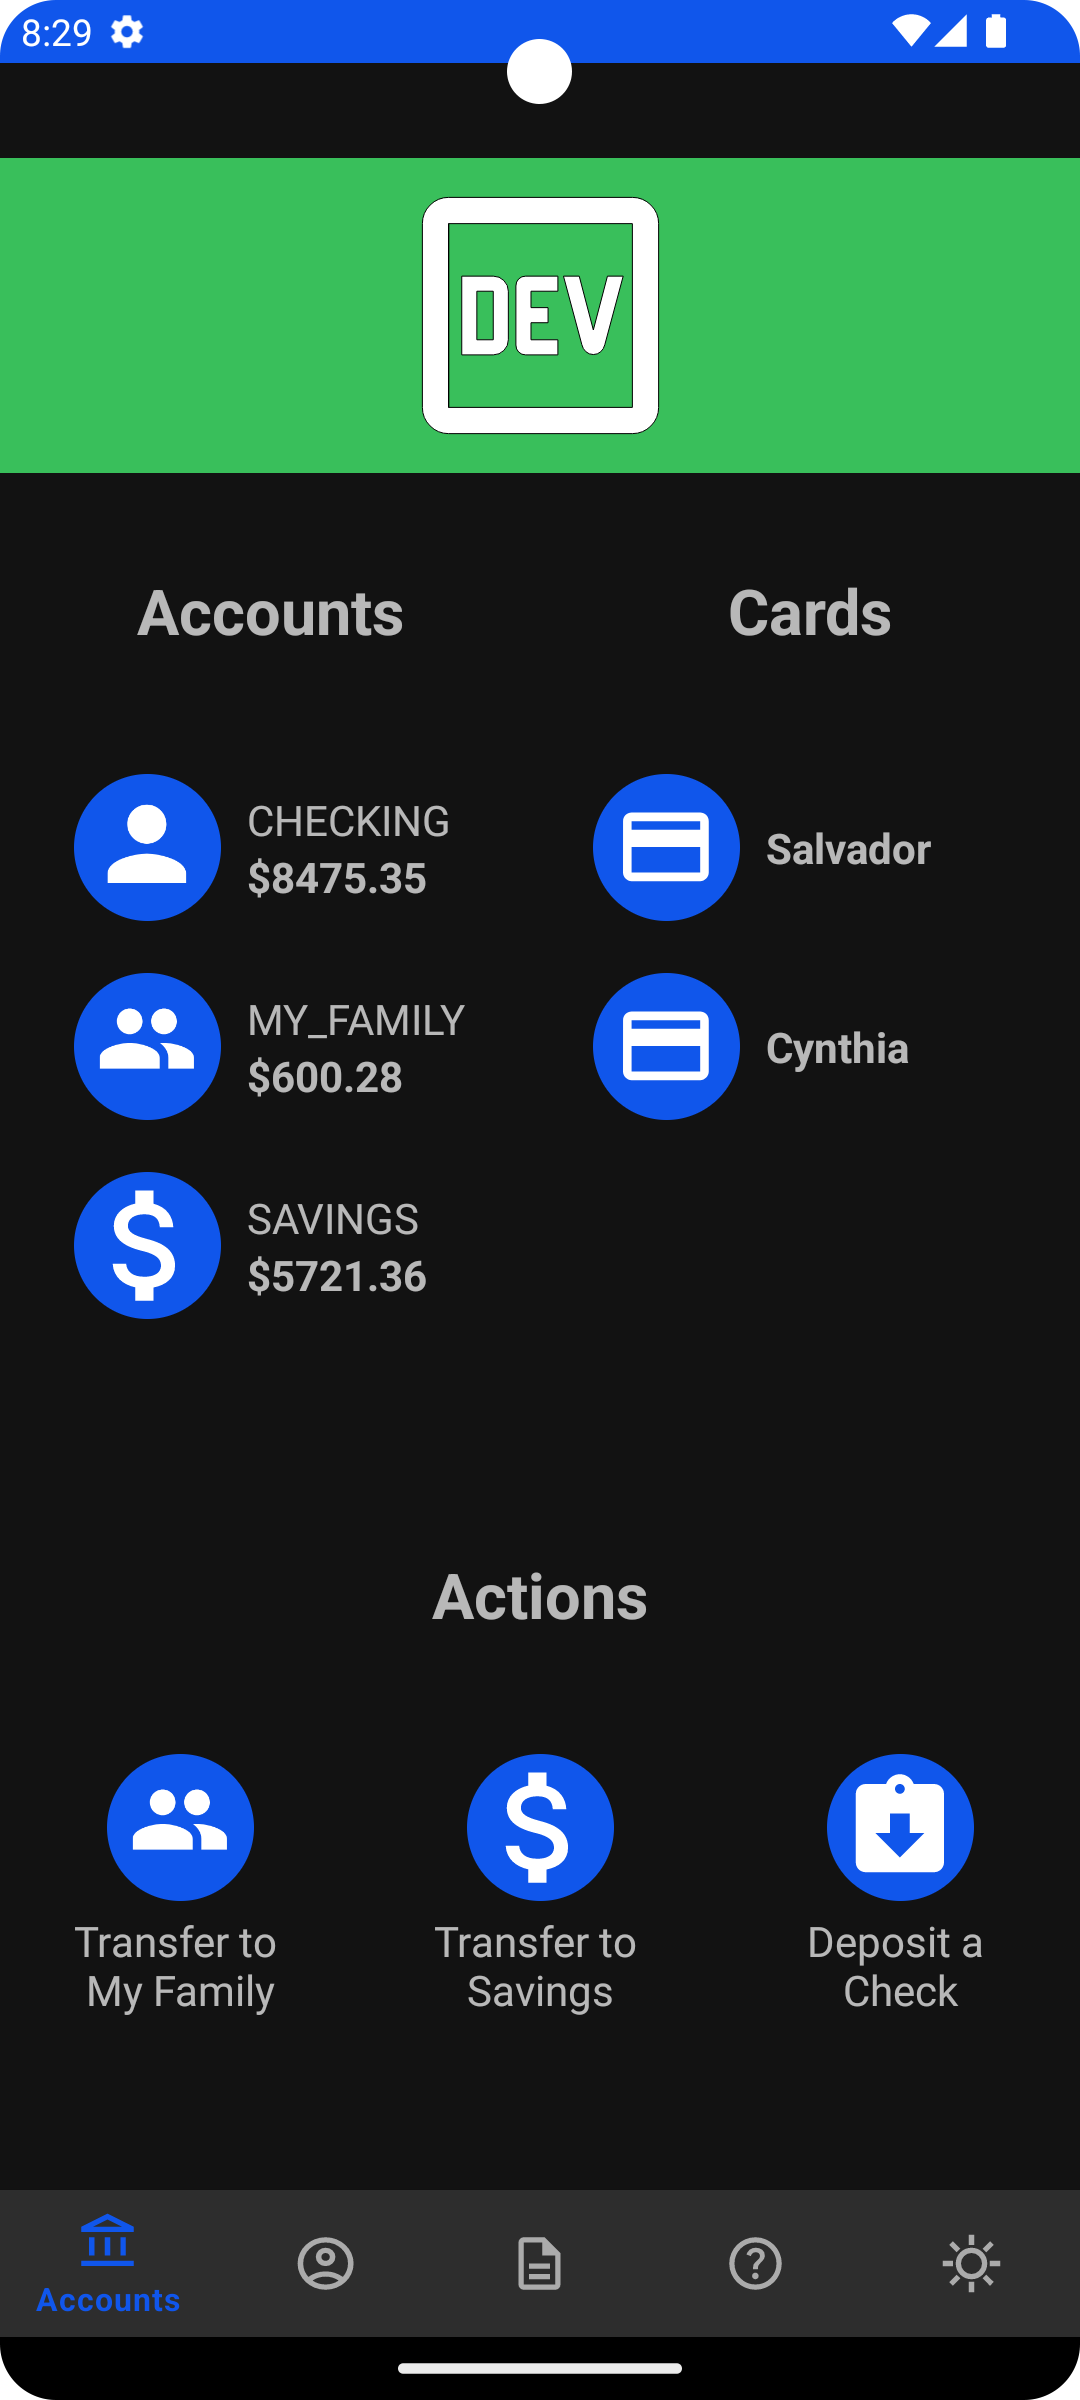 8:29
DEV
Accounts
Cards
CHECKING
$8475.35
Salvador
MY_FAMILY
$600.28
Cynthia
SAVINGS
$5721.36
Actions
Transfer to
My Family
Transfer to
Savings
Deposit a
Check
Accounts